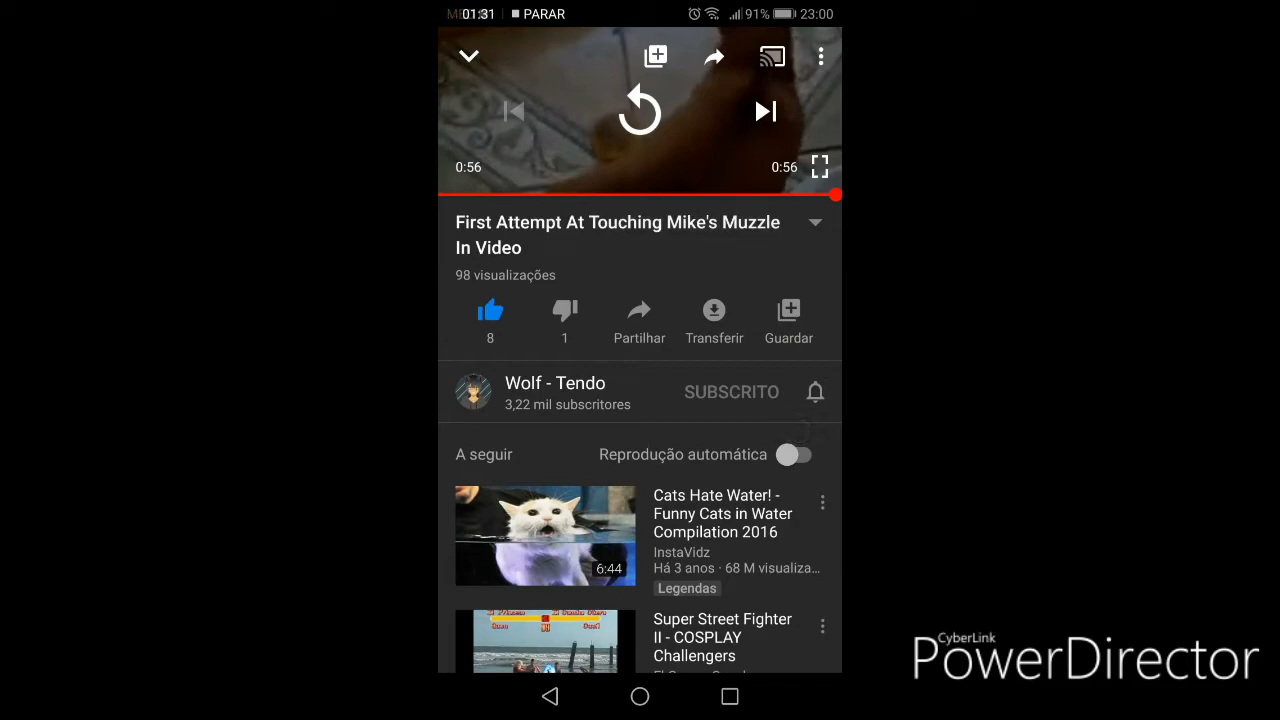 01:31 PARAR 91% 23:00
0:56 0:56
First Attempt At Touching Mike's Muzzle
In Video
98 visualizações
8 1 Partilhar Transferir Guardar
Wolf - Tendo
3,22 mil subscritores
SUBSCRITO
A seguir Reprodução automática
Cats Hate Water! -
Funny Cats in Water
Compilation 2016
InstaVidz
Há 3 anos · 68 M visualiza...
Legendas
6:44
Super Street Fighter
II - COSPLAY
Challengers
CyberLink
PowerDirector